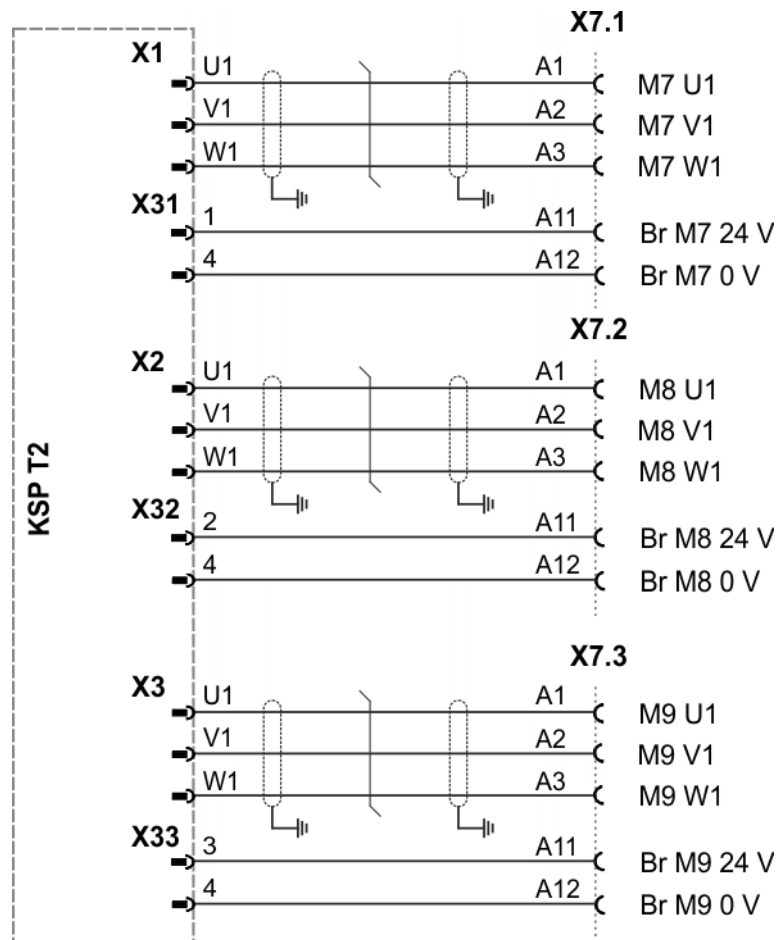 X7.1
X1
U1 A1 M7 U1
V1 A2 M7 V1
W1 A3 M7 W1
X31
1 A11 Br M7 24 V
4 A12 Br M7 0 V
X7.2
X2
U1 A1 M8 U1
V1 A2 M8 V1
W1 A3 M8 W1
KSP T2
X32
2 A11 Br M8 24 V
4 A12 Br M8 0 V
X7.3
X3
U1 A1 M9 U1
V1 A2 M9 V1
W1 A3 M9 W1
X33
3 A11 Br M9 24 V
4 A12 Br M9 0 V